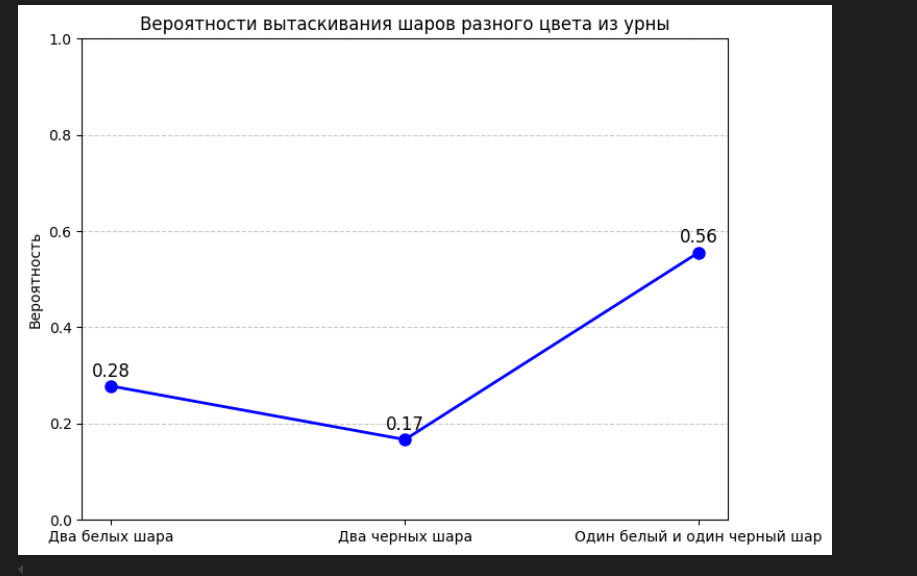 Вероятности вытаскивания шаров разного цвета из урны
1.0
0.8
0.6
0.4
0.2
0.0
Вероятность
0.28
0.17
0.56
Два белых шара
Два черных шара
Один белый и один черный шар